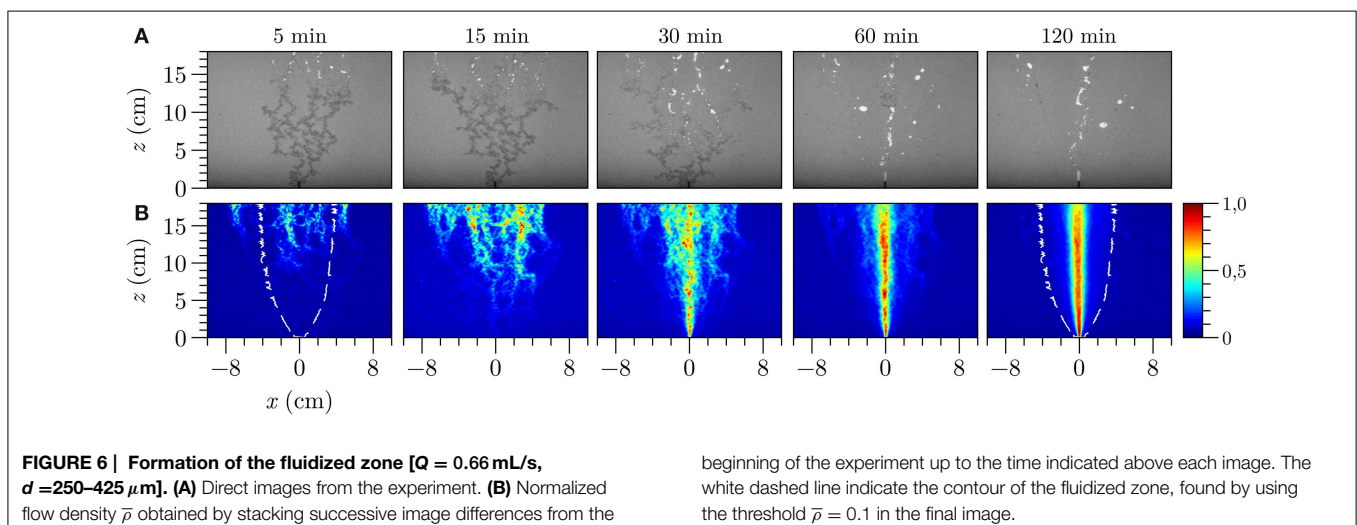 A
5 min 15 min 30 min 60 min 120 min
z (cm)
15
10
5
0
B
z (cm)
15
10
5
0
1,0
0,5
0
−8 0 8 −8 0 8 −8 0 8 −8 0 8 −8 0 8
x (cm)
FIGURE 6 | Formation of the fluidized zone [Q = 0.66 mL/s,
d =250–425 μm]. (A) Direct images from the experiment. (B) Normalized
flow density ρ̅ obtained by stacking successive image differences from the
beginning of the experiment up to the time indicated above each image. The
white dashed line indicate the contour of the fluidized zone, found by using
the threshold ρ̅ = 0.1 in the final image.